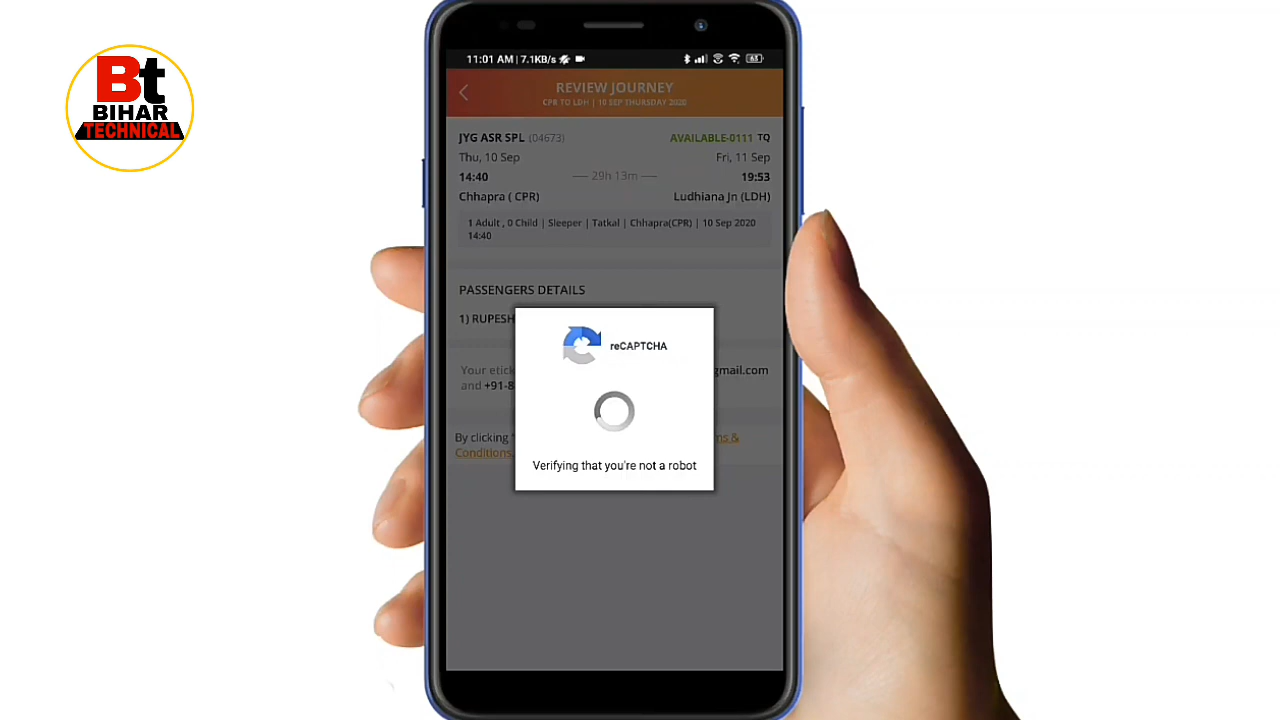 Bt
BIHAR
TECHNICAL
11:01 AM | 7.1KB/s
63
REVIEW JOURNEY
CPR TO LDH | 10 SEP THURSDAY 2020
JYG ASR SPL (04673) AVAILABLE-0111 TQ
Thu, 10 Sep Fri, 11 Sep
14:40 — 29h 13m — 19:53
Chhapra ( CPR) Ludhiana Jn (LDH)
1 Adult , 0 Child | Sleeper | Tatkal | Chhapra(CPR) | 10 Sep 2020
14:40
PASSENGERS DETAILS
1) RUPESH
reCAPTCHA
Your etick gmail.com
and +91-8
By clicking " ms &
Conditions.
Verifying that you're not a robot